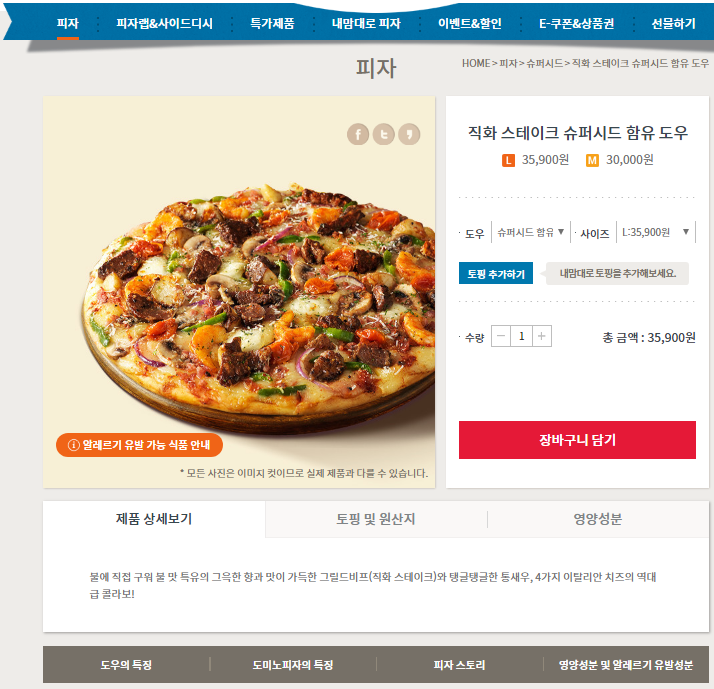 피자 피자랩&사이드디시 특가제품 내맘대로 피자 이벤트&할인 E-쿠폰&상품권 선물하기
피자
HOME > 피자 > 슈퍼시드 > 직화 스테이크 슈퍼시드 함유 도우
직화 스테이크 슈퍼시드 함유 도우
L 35,900원 M 30,000원
· 도우 슈퍼시드 함유 ▼ · 사이즈 L:35,900원 ▼
토핑 추가하기 내맘대로 토핑을 추가해보세요.
· 수량 − 1 + 총 금액 : 35,900원
장바구니 담기
알레르기 유발 가능 식품 안내
* 모든 사진은 이미지 컷이므로 실제 제품과 다를 수 있습니다.
제품 상세보기 토핑 및 원산지 영양성분
불에 직접 구워 불 맛 특유의 그윽한 향과 맛이 가득한 그릴드비프(직화 스테이크)와 탱글탱글한 통새우, 4가지 이탈리안 치즈의 역대
급 콜라보!
도우의 특징 도미노피자의 특징 피자 스토리 영양성분 및 알레르기 유발성분